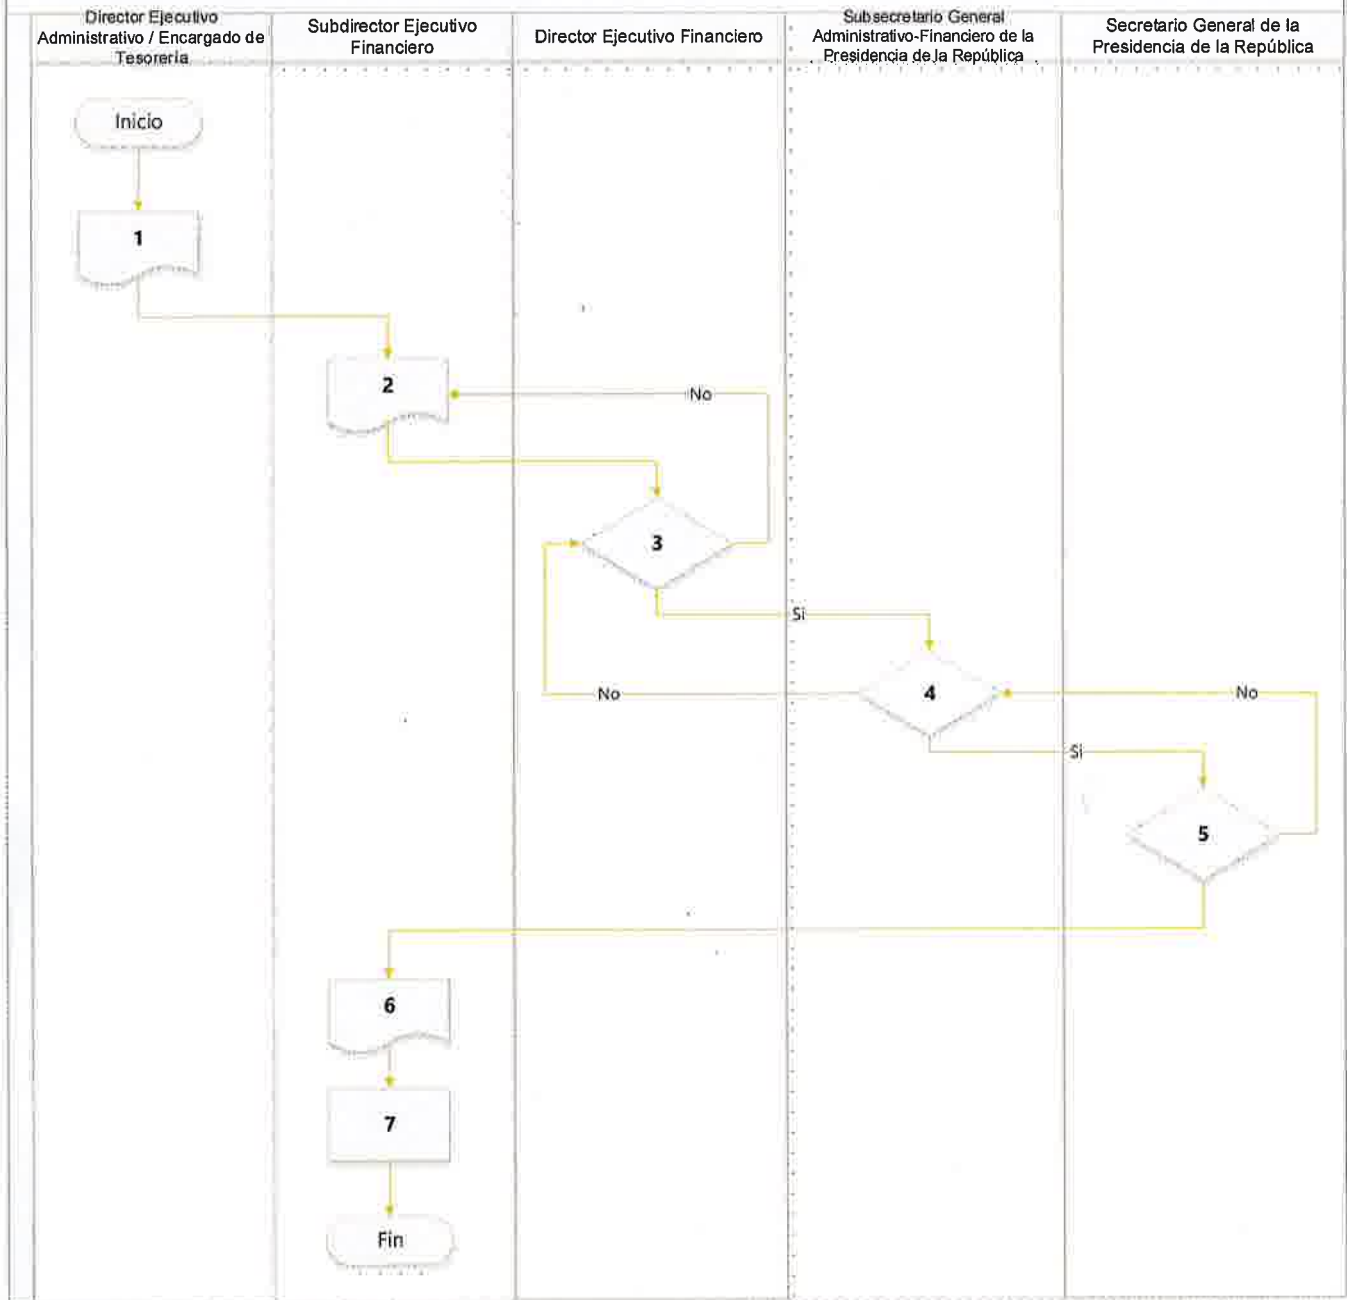 Director Ejecutivo
Administrativo / Encargado de
Tesorería
Subdirector Ejecutivo
Financiero
Director Ejecutivo Financiero
Subsecretario General
Administrativo-Financiero de la
Presidencia de la República
Secretario General de la
Presidencia de la República
Inicio
1
2
No
3
Si
No
4
No
Si
5
6
7
Fin